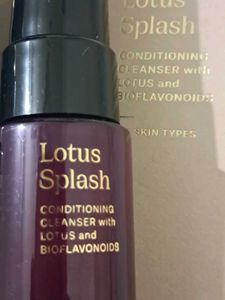 Lotus
Splash
CONDITIONING
CLEANSER with
LOTUS and
BIOFLAVONOIDS
SKIN TYPES
Lotus
Splash
CONDITIONING
CLEANSER with
LOTUS and
BIOFLAVONOIDS